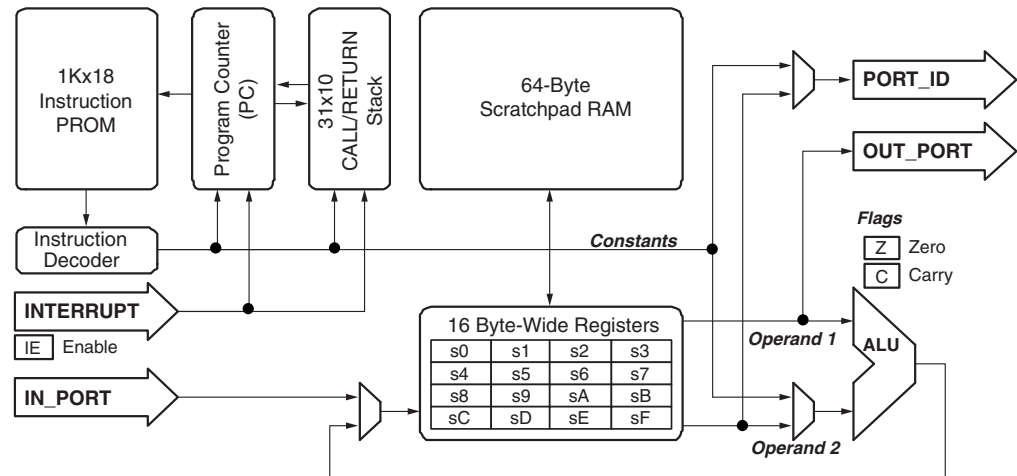 1Kx18
Instruction
PROM
Program Counter
(PC)
31x10
CALL/RETURN
Stack
64-Byte
Scratchpad RAM
PORT_ID
OUT_PORT
Instruction
Decoder
Constants
Flags
Z Zero
C Carry
INTERRUPT
IE Enable
16 Byte-Wide Registers
s0 s1 s2 s3
s4 s5 s6 s7
s8 s9 sA sB
sC sD sE sF
Operand 1
ALU
IN_PORT
Operand 2